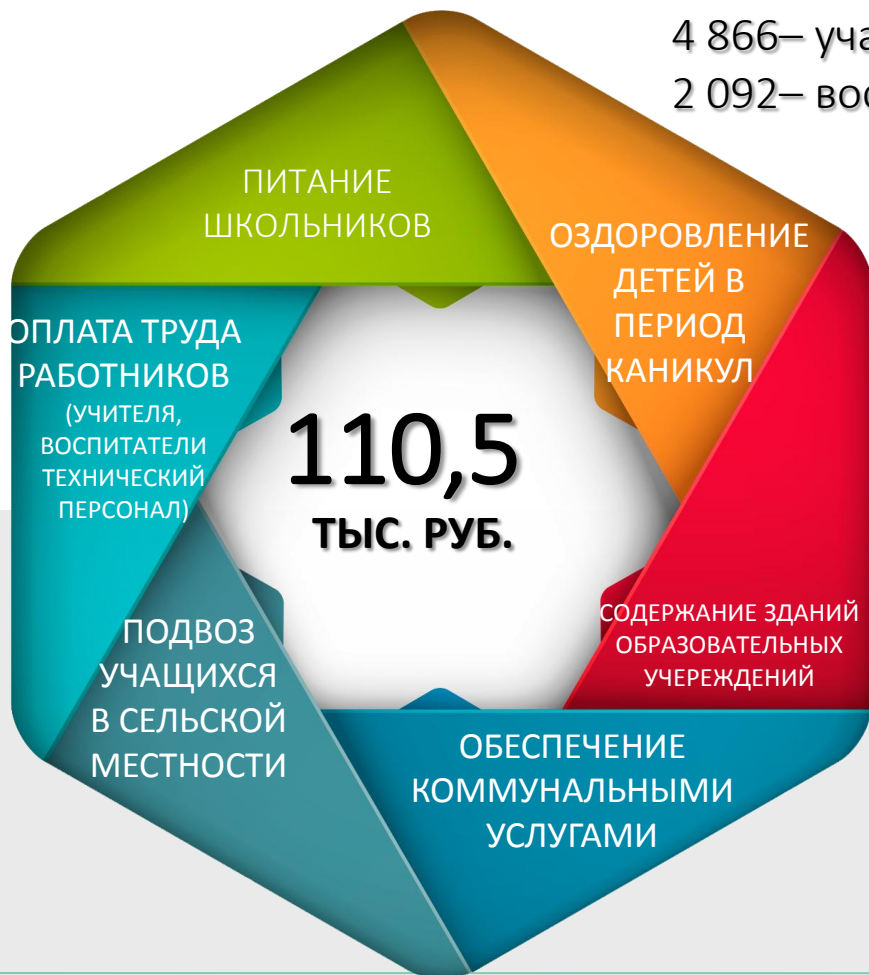 4 866– уча
2 092– вос
ПИТАНИЕ
ШКОЛЬНИКОВ
ОЗДОРОВЛЕНИЕ
ДЕТЕЙ В
ПЕРИОД
КАНИКУЛ
ОПЛАТА ТРУДА
РАБОТНИКОВ
(УЧИТЕЛЯ,
ВОСПИТАТЕЛИ
ТЕХНИЧЕСКИЙ
ПЕРСОНАЛ)
110,5
ТЫС. РУБ.
СОДЕРЖАНИЕ ЗДАНИЙ
ОБРАЗОВАТЕЛЬНЫХ
УЧЕРЕЖДЕНИЙ
ПОДВОЗ
УЧАЩИХСЯ
В СЕЛЬСКОЙ
МЕСТНОСТИ
ОБЕСПЕЧЕНИЕ
КОММУНАЛЬНЫМИ
УСЛУГАМИ